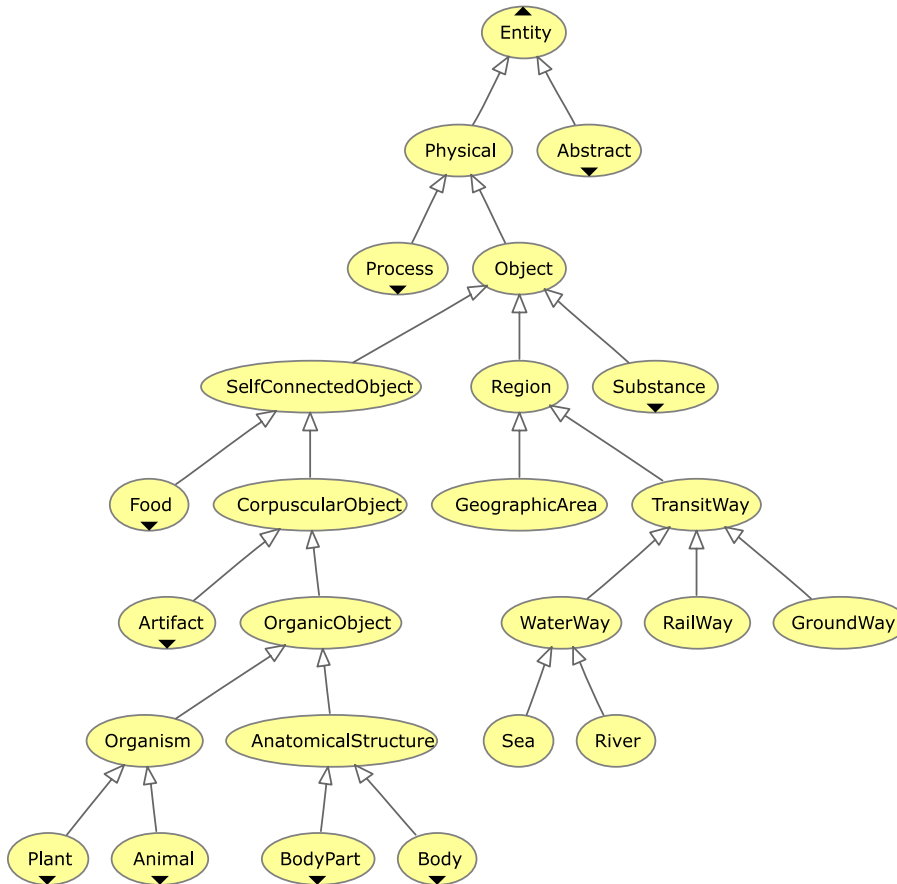 Entity
Physical
Abstract
Process
Object
SelfConnectedObject
Region
Substance
Food
CorpuscularObject
GeographicArea
TransitWay
Artifact
OrganicObject
WaterWay
RailWay
GroundWay
Organism
AnatomicalStructure
Sea
River
Plant
Animal
BodyPart
Body